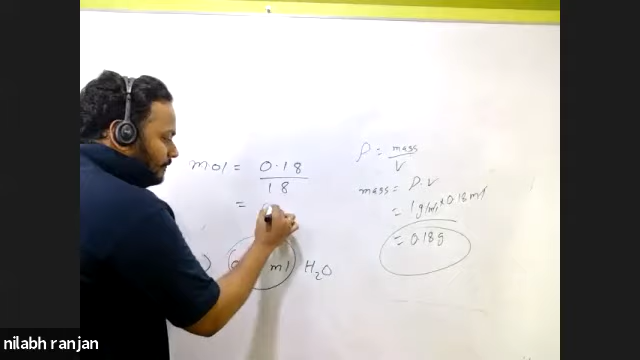 mol = 0.18
18
=
ml H₂O
ρ = mass
V
mass = ρ.V
= 1 g/ml × 0.18 ml
= 0.18 g
nilabh ranjan